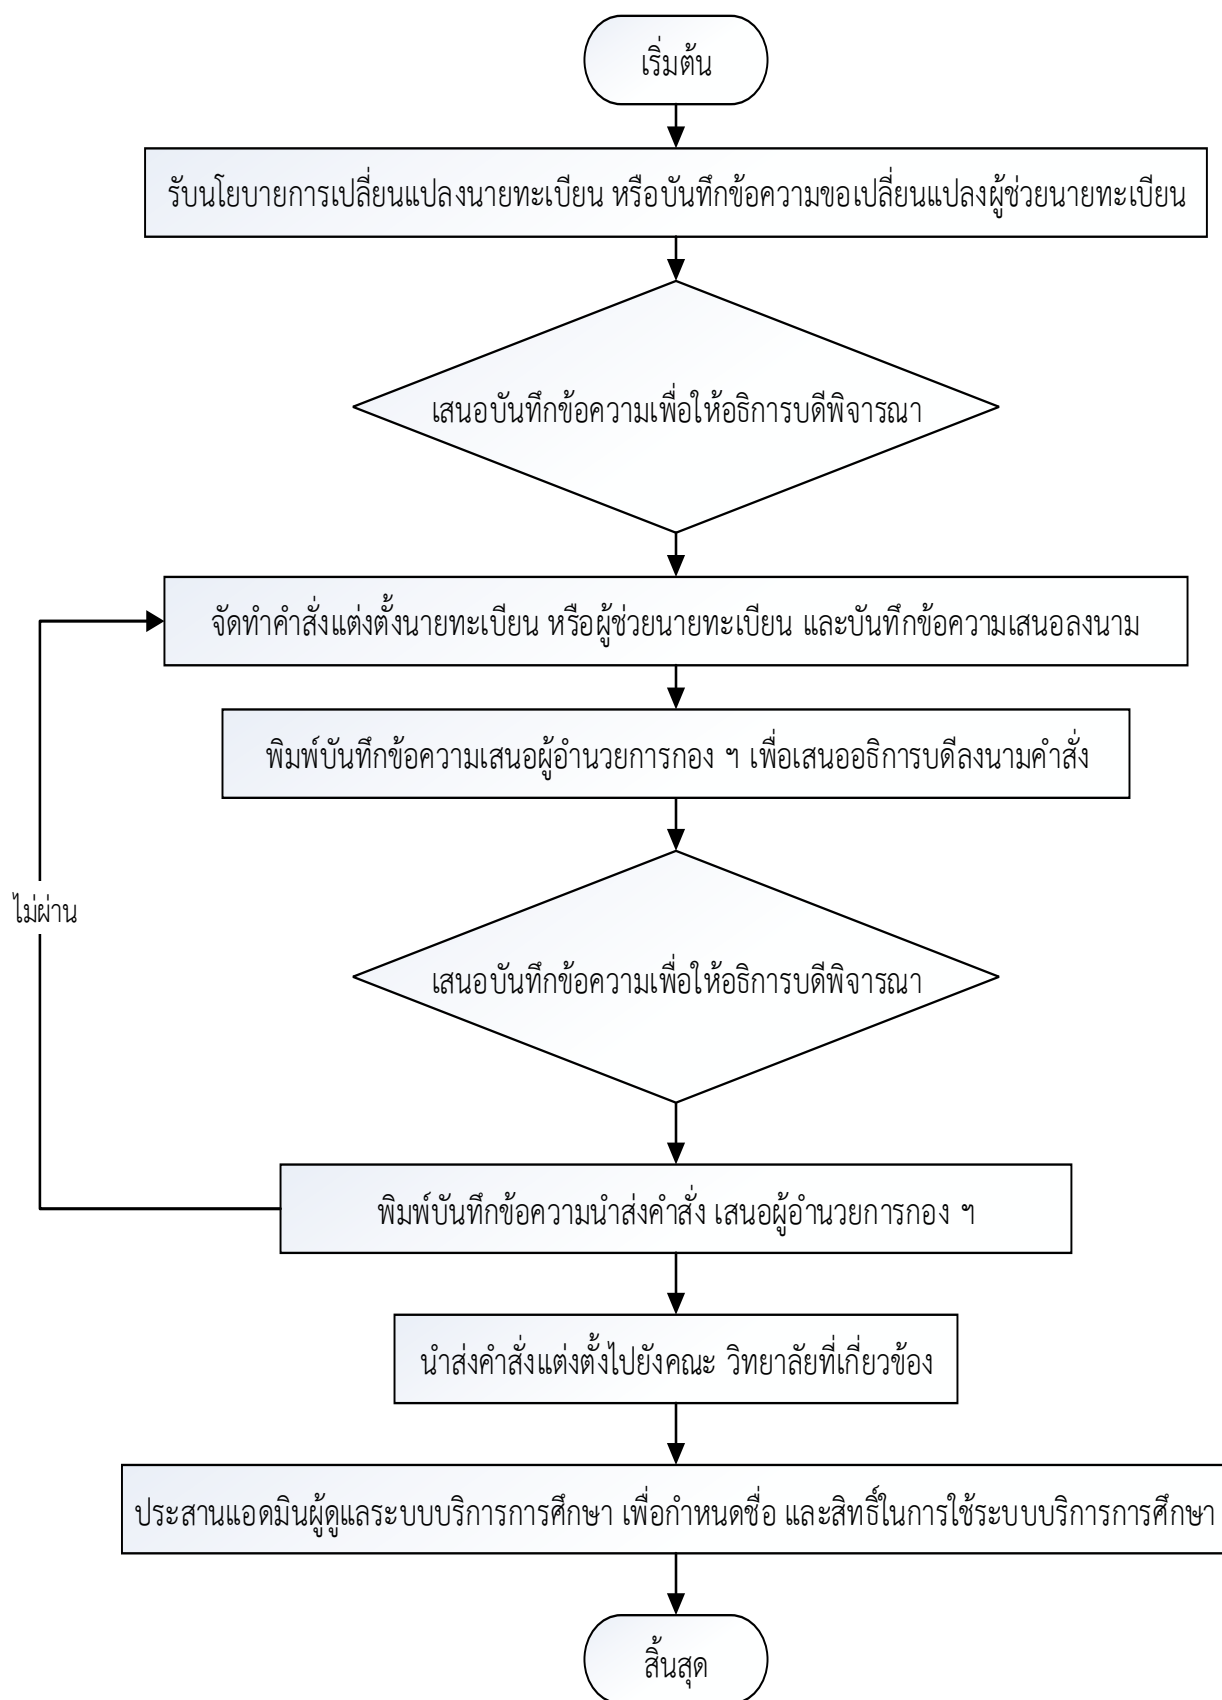 เริ่มต้น
รับนโยบายการเปลี่ยนแปลงนายทะเบียน หรือบันทึกข้อความขอเปลี่ยนแปลงผู้ช่วยนายทะเบียน
เสนอบันทึกข้อความเพื่อให้อธิการบดีพิจารณา
จัดทำคำสั่งแต่งตั้งนายทะเบียน หรือผู้ช่วยนายทะเบียน และบันทึกข้อความเสนอลงนาม
พิมพ์บันทึกข้อความเสนอผู้อำนวยการกอง ฯ เพื่อเสนออธิการบดีลงนามคำสั่ง
ไม่ผ่าน
เสนอบันทึกข้อความเพื่อให้อธิการบดีพิจารณา
พิมพ์บันทึกข้อความนำส่งคำสั่ง เสนอผู้อำนวยการกอง ฯ
นำส่งคำสั่งแต่งตั้งไปยังคณะ วิทยาลัยที่เกี่ยวข้อง
ประสานแอดมินผู้ดูแลระบบบริการการศึกษา เพื่อกำหนดชื่อ และสิทธิ์ในการใช้ระบบบริการการศึกษา
สิ้นสุด